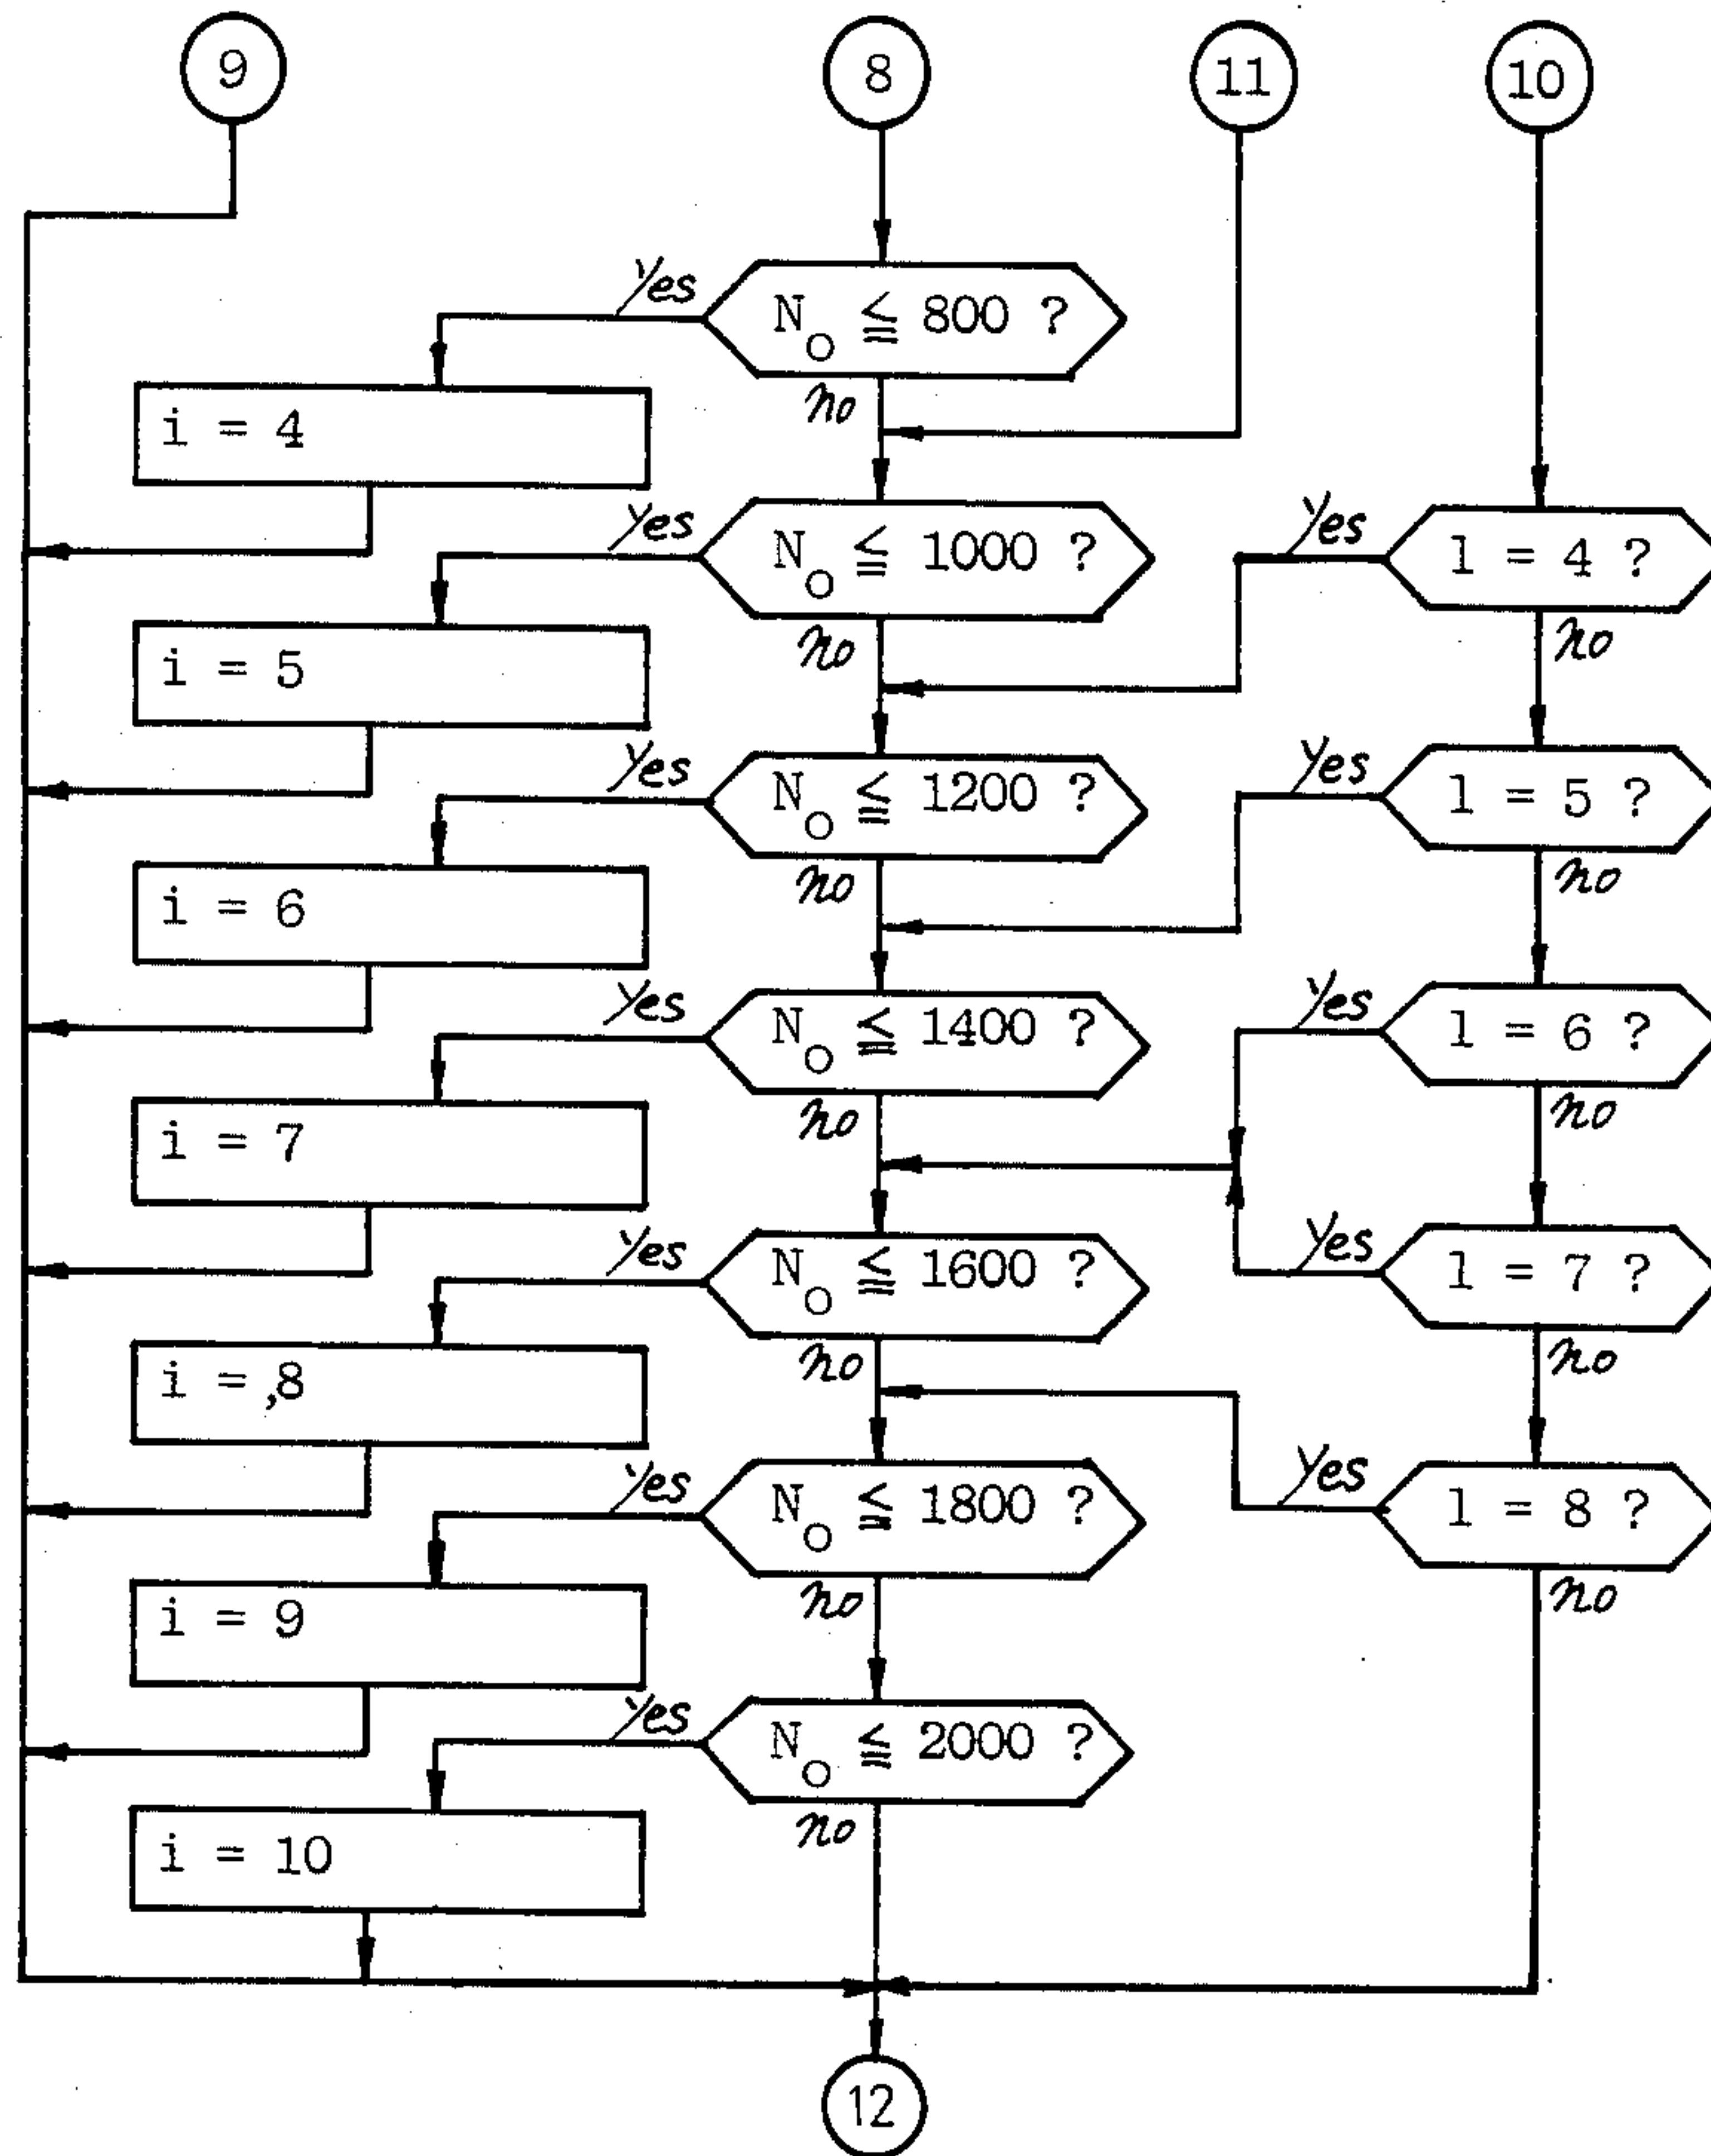 9
8
11
10
Yes
No ≦ 800 ?
no
i = 4
Yes
No ≦ 1000 ?
no
Yes
l = 4 ?
no
i = 5
Yes
No ≦ 1200 ?
no
Yes
l = 5 ?
no
i = 6
Yes
No ≦ 1400 ?
no
Yes
l = 6 ?
no
i = 7
Yes
No ≦ 1600 ?
no
Yes
l = 7 ?
no
i = ,8
Yes
No ≦ 1800 ?
no
Yes
l = 8 ?
no
i = 9
Yes
No ≦ 2000 ?
no
i = 10
12